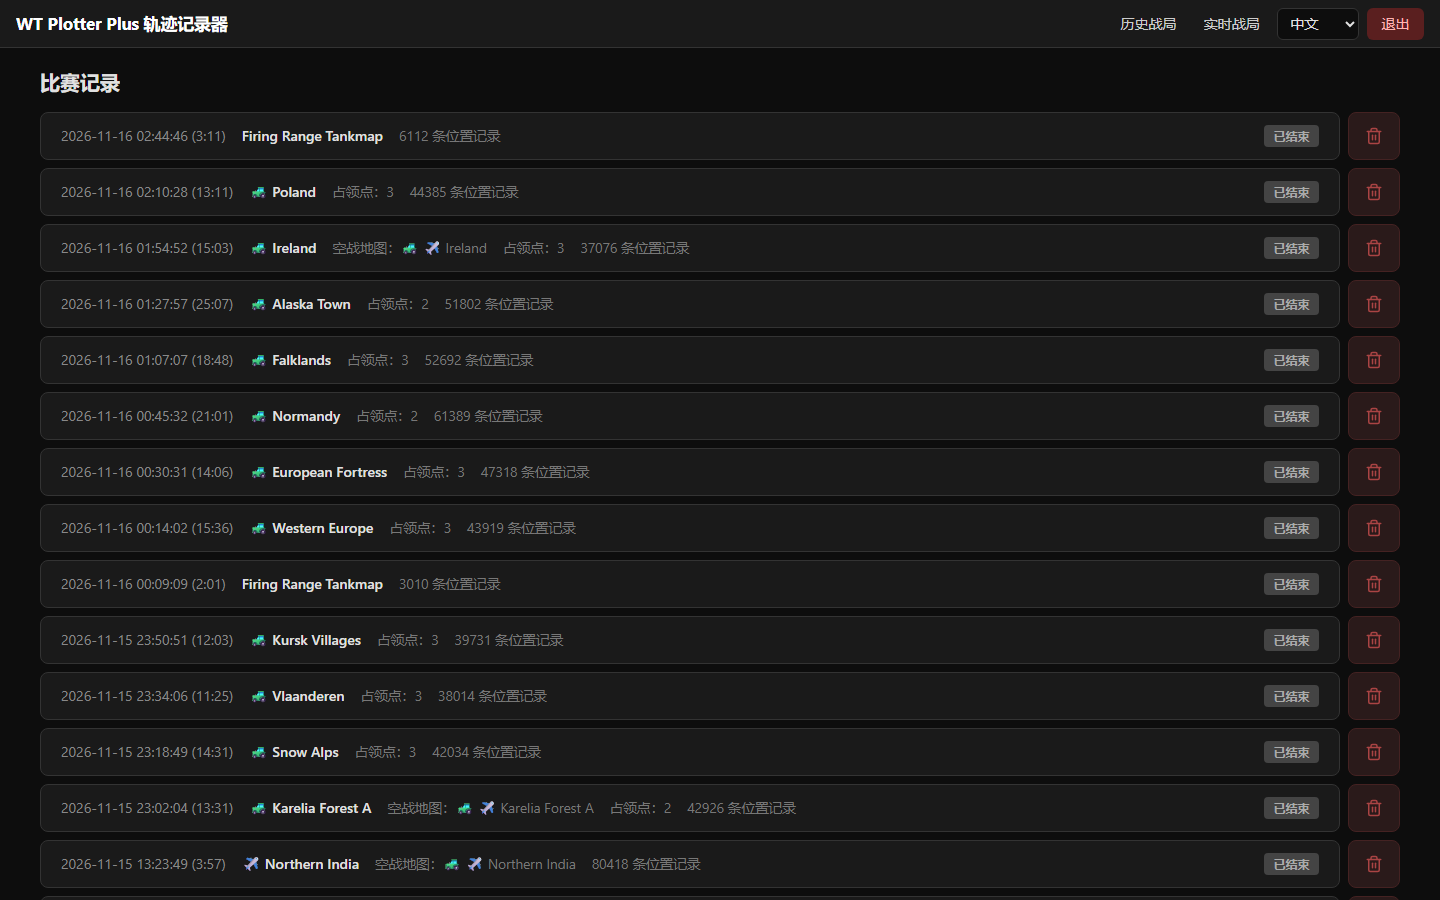 WT Plotter Plus 轨迹记录器 历史战局 实时战局 中文 退出
比赛记录
2026-11-16 02:44:46 (3:11) Firing Range Tankmap 6112 条位置记录 已结束
2026-11-16 02:10:28 (13:11) Poland 占领点：3 44385 条位置记录 已结束
2026-11-16 01:54:52 (15:03) Ireland 空战地图： Ireland 占领点：3 37076 条位置记录 已结束
2026-11-16 01:27:57 (25:07) Alaska Town 占领点：2 51802 条位置记录 已结束
2026-11-16 01:07:07 (18:48) Falklands 占领点：3 52692 条位置记录 已结束
2026-11-16 00:45:32 (21:01) Normandy 占领点：2 61389 条位置记录 已结束
2026-11-16 00:30:31 (14:06) European Fortress 占领点：3 47318 条位置记录 已结束
2026-11-16 00:14:02 (15:36) Western Europe 占领点：3 43919 条位置记录 已结束
2026-11-16 00:09:09 (2:01) Firing Range Tankmap 3010 条位置记录 已结束
2026-11-15 23:50:51 (12:03) Kursk Villages 占领点：3 39731 条位置记录 已结束
2026-11-15 23:34:06 (11:25) Vlaanderen 占领点：3 38014 条位置记录 已结束
2026-11-15 23:18:49 (14:31) Snow Alps 占领点：3 42034 条位置记录 已结束
2026-11-15 23:02:04 (13:31) Karelia Forest A 空战地图： Karelia Forest A 占领点：2 42926 条位置记录 已结束
2026-11-15 13:23:49 (3:57) Northern India 空战地图： Northern India 80418 条位置记录 已结束